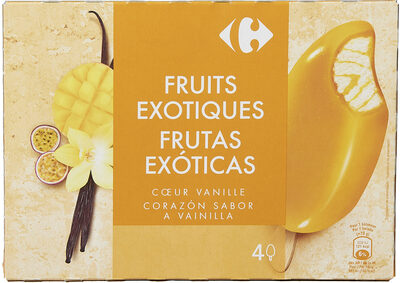 FRUITS
EXOTIQUES
FRUTAS
EXÓTICAS
CŒUR VANILLE
CORAZÓN SABOR
A VAINILLA
4